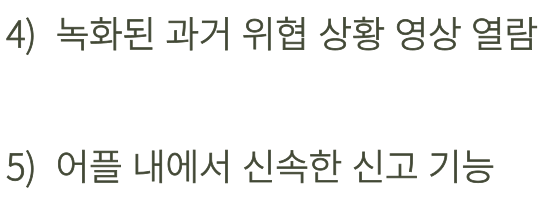 4) 녹화된 과거 위협 상황 영상 열람
5) 어플 내에서 신속한 신고 기능